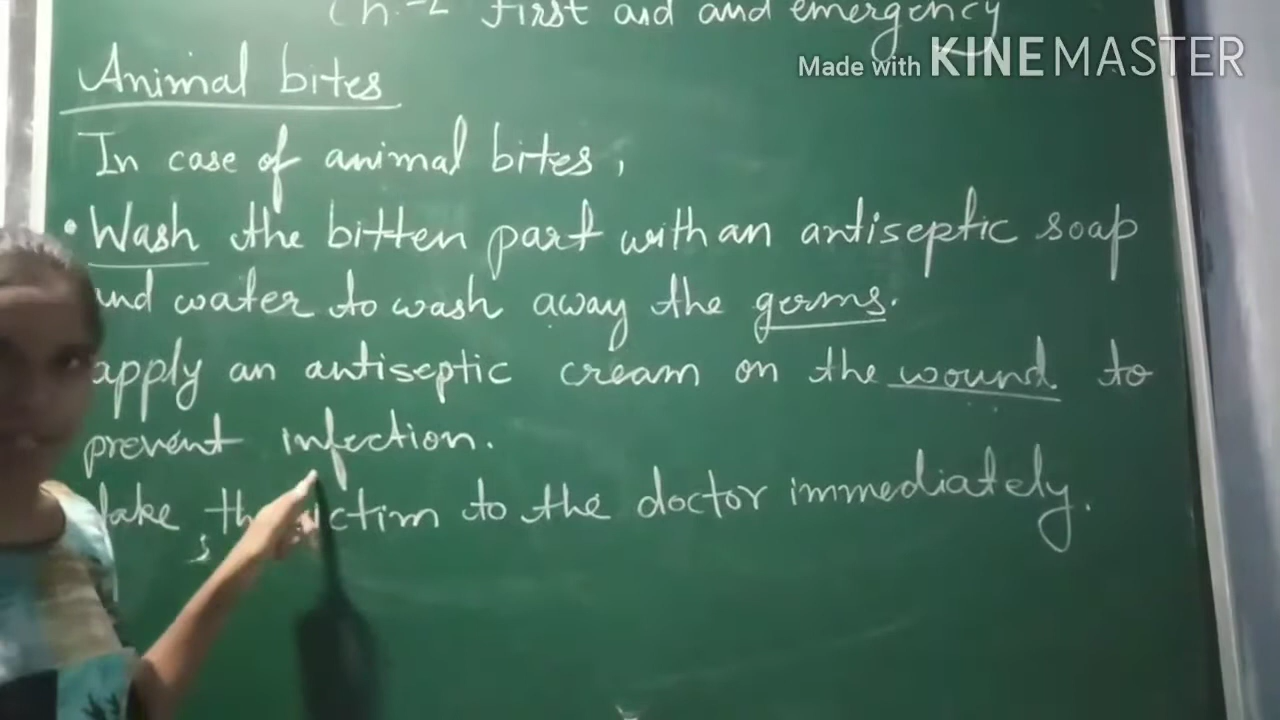 Ch.-2 First aid and emergency
Made with KINEMASTER
Animal bites
In case of animal bites,
• Wash the bitten part with an antiseptic soap
and water to wash away the germs.
apply an antiseptic cream on the wound to
prevent infection.
take the victim to the doctor immediately.